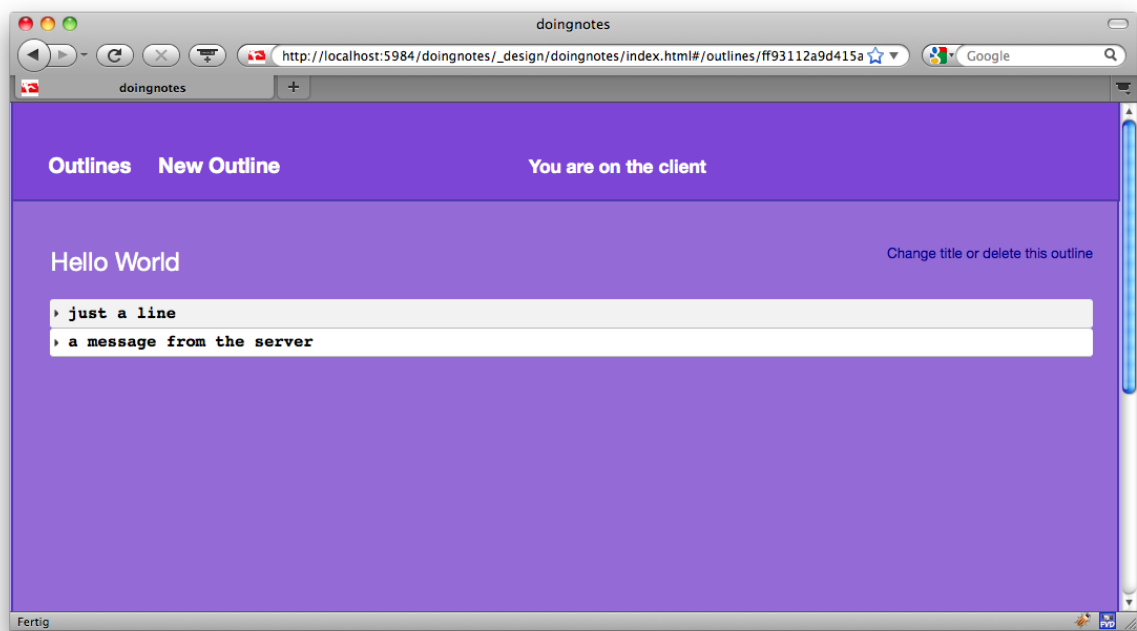 doingnotes
http://localhost:5984/doingnotes/_design/doingnotes/index.html#/outlines/ff93112a9d415a
Google
doingnotes
Outlines New Outline You are on the client
Hello World
Change title or delete this outline
just a line
a message from the server
Fertig
FVD